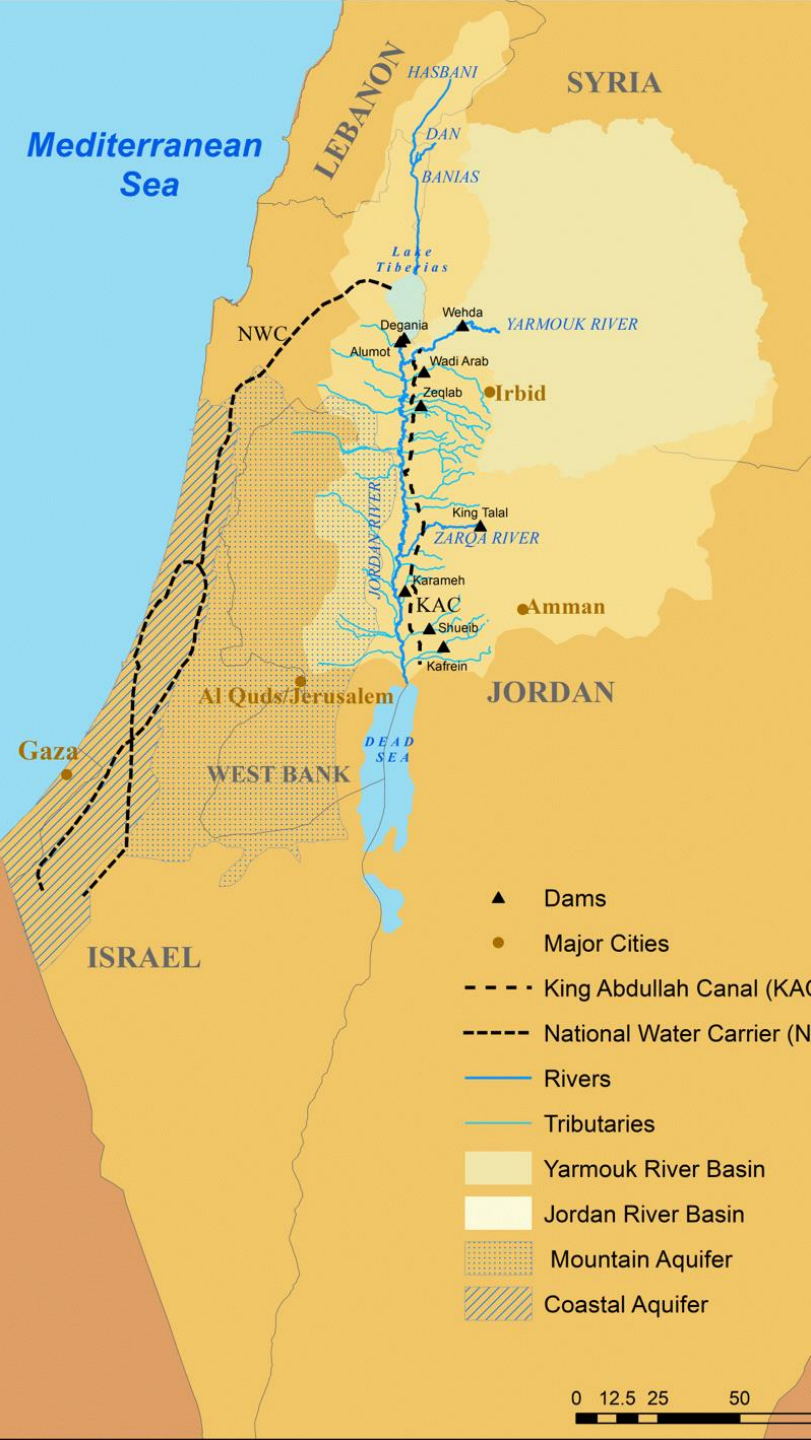 HASBANI
SYRIA
LEBANON
DAN
Mediterranean
Sea
BANIAS
Lake
Tiberias
Wehda
Degania
YARMOUK RIVER
NWC
Alumot
Wadi Arab
Zeqlab
Irbid
King Talal
JORDAN RIVER
ZARQA RIVER
Karameh
KAC
Amman
Shueib
Kafrein
Al Quds/Jerusalem
JORDAN
DEAD
SEA
Gaza
WEST BANK
ISRAEL
Dams
Major Cities
King Abdullah Canal (KAC
National Water Carrier (N
Rivers
Tributaries
Yarmouk River Basin
Jordan River Basin
Mountain Aquifer
Coastal Aquifer
0 12.5 25 50